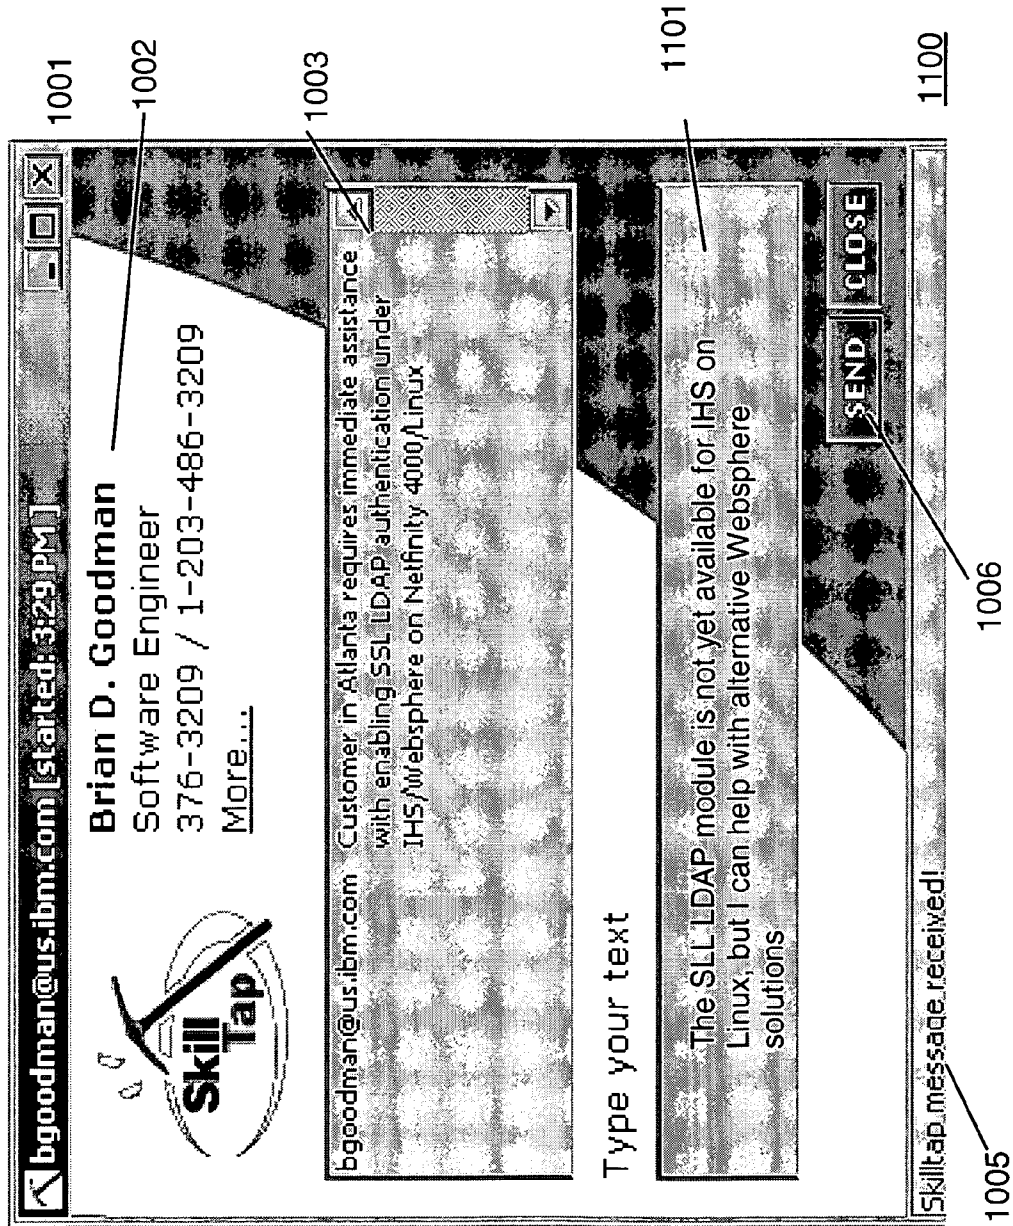 bgoodman@us.ibm.com [started: 3:29 PM ]
1001
Skill
Tap
Brian D. Goodman
Software Engineer
376-3209 / 1-203-486-3209
More...
1002
bgoodman@us.ibm.com Customer in Atlanta requires immediate assistance
with enabling SSL LDAP authentication under
IHS/Websphere on Netfinity 4000/Linux
1003
Type your text
The SLL LDAP module is not yet available for IHS on
Linux, but I can help with alternative Websphere
solutions
1101
SEND CLOSE
Skilltap message received!
1005
1006
1100